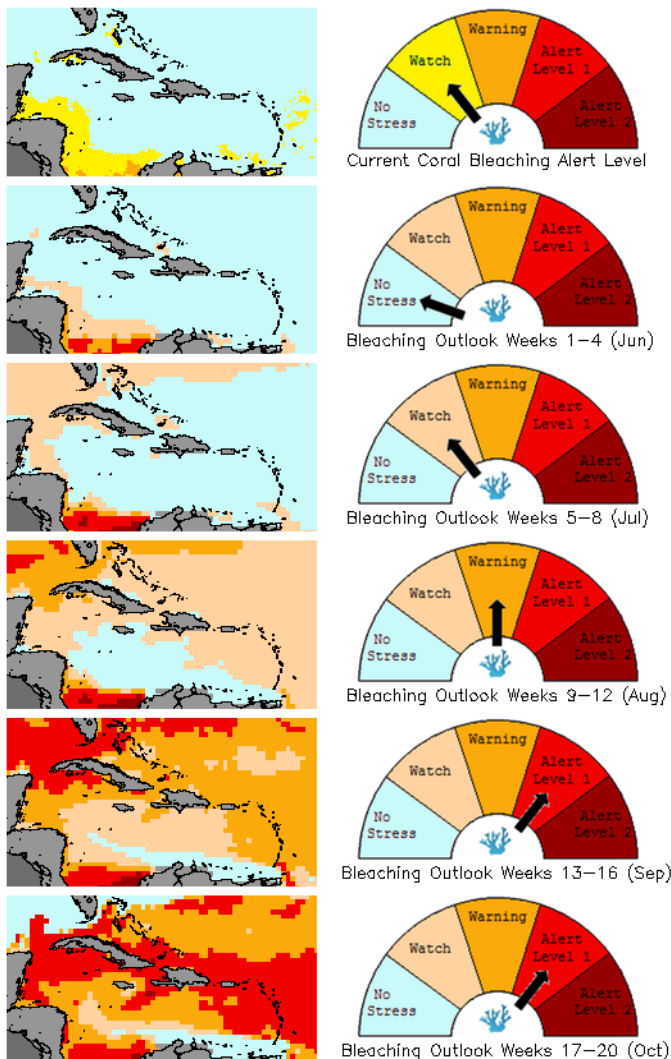 Warning
Watch
Alert
Level 1
No
Stress
Alert
Level 2
Current Coral Bleaching Alert Level
Warning
Watch
Alert
Level 1
No
Stress
Alert
Level 2
Bleaching Outlook Weeks 1-4 (Jun)
Warning
Watch
Alert
Level 1
No
Stress
Alert
Level 2
Bleaching Outlook Weeks 5-8 (Jul)
Warning
Watch
Alert
Level 1
No
Stress
Alert
Level 2
Bleaching Outlook Weeks 9-12 (Aug)
Warning
Watch
Alert
Level 1
No
Stress
Alert
Level 2
Bleaching Outlook Weeks 13-16 (Sep)
Warning
Watch
Alert
Level 1
No
Stress
Alert
Level 2
Bleaching Outlook Weeks 17-20 (Oct)